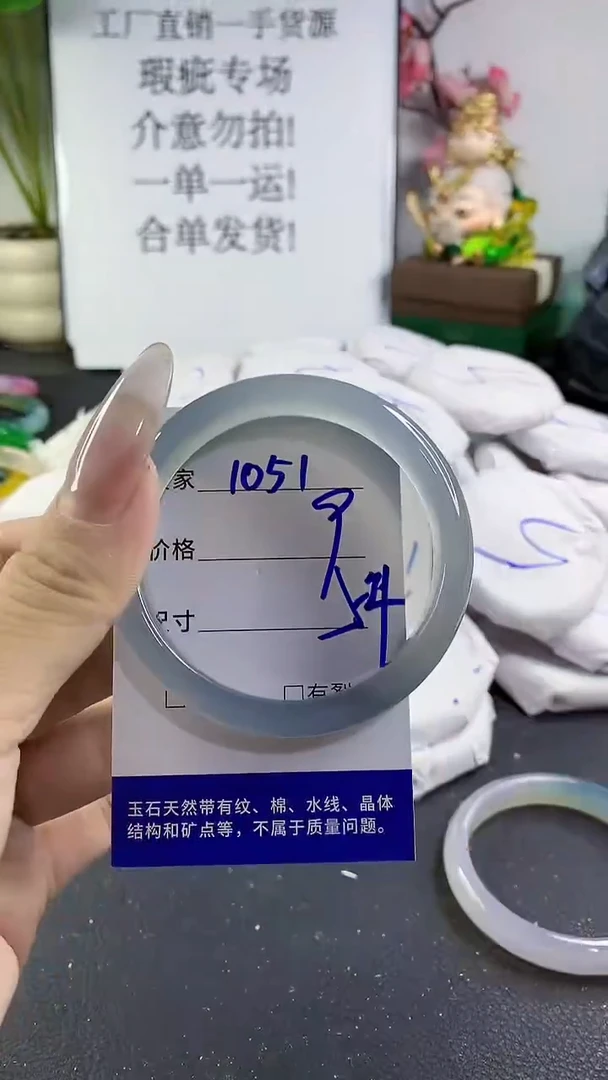 工厂直销一手货源
瑕疵专场
介意勿拍!
一单一运!
合单发货!
家 1051
价格
尺寸
有裂
玉石天然带有纹、棉、水线、晶体
结构和矿点等，不属于质量问题。